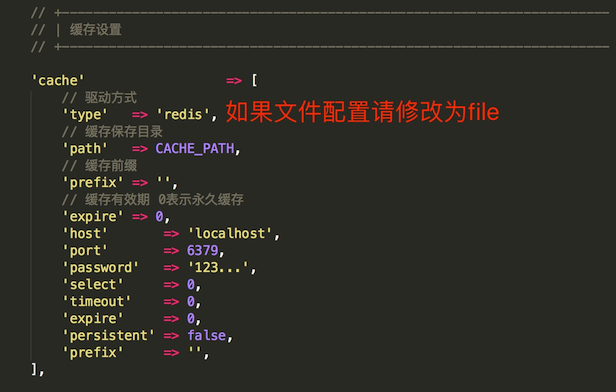 // +----------------------------------------------------------------------
// | 缓存设置
// +----------------------------------------------------------------------
'cache' => [
// 驱动方式
'type' => 'redis', 如果文件配置请修改为file
// 缓存保存目录
'path' => CACHE_PATH,
// 缓存前缀
'prefix' => '',
// 缓存有效期 0表示永久缓存
'expire' => 0,
'host' => 'localhost',
'port' => 6379,
'password' => '123...',
'select' => 0,
'timeout' => 0,
'expire' => 0,
'persistent' => false,
'prefix' => '',
],